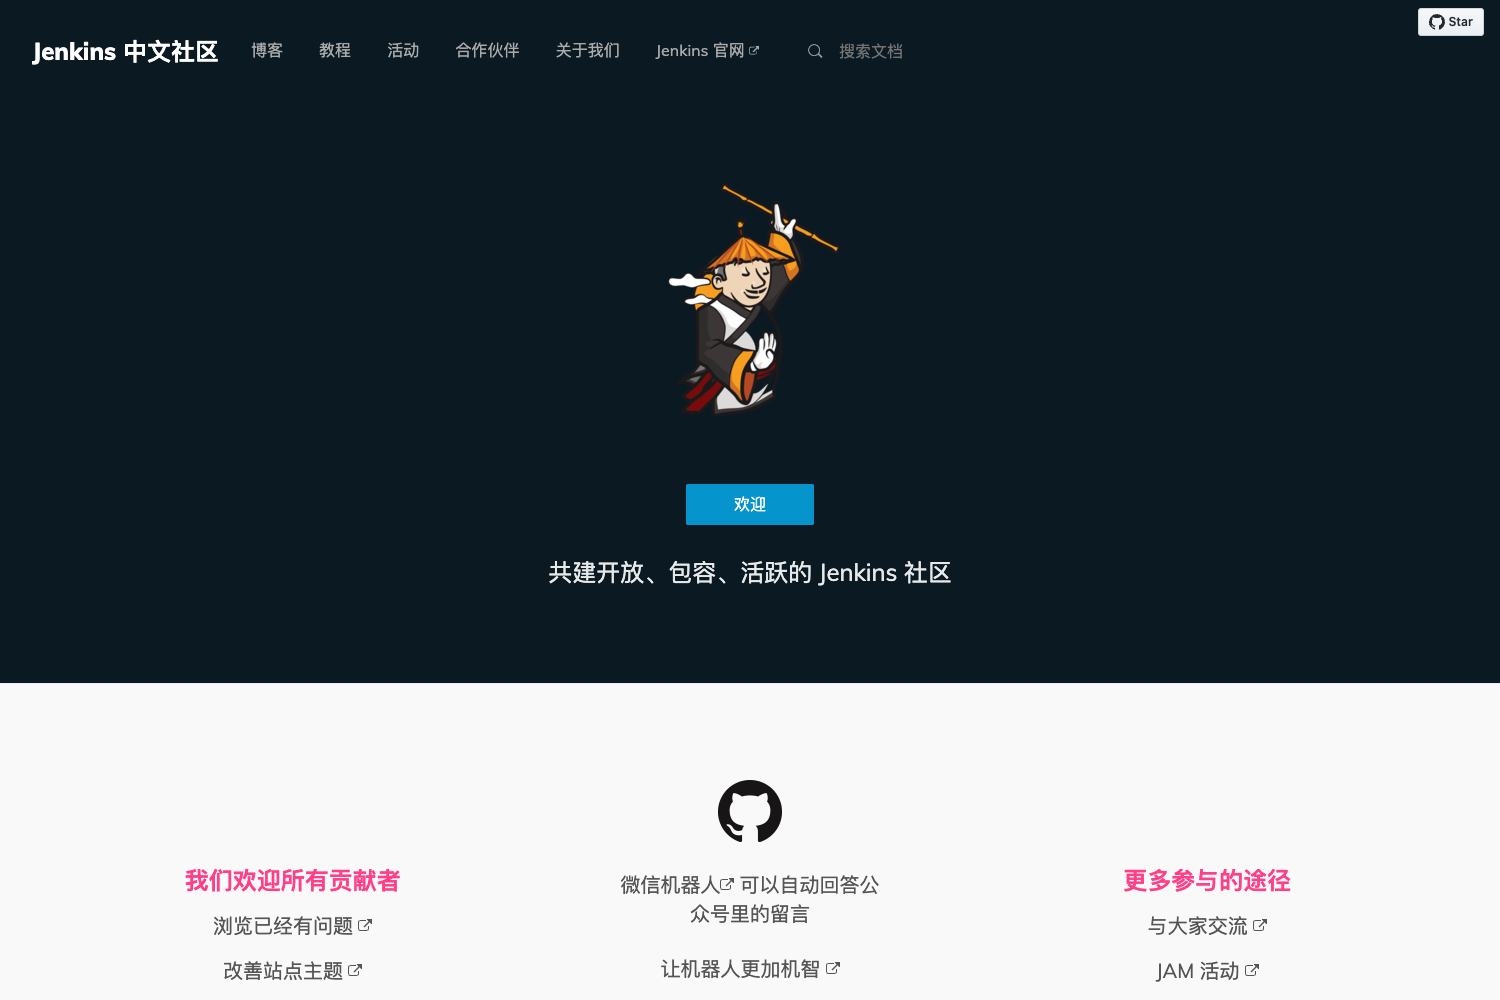 Star
Jenkins 中文社区 博客 教程 活动 合作伙伴 关于我们 Jenkins 官网 搜索文档
欢迎
共建开放、包容、活跃的 Jenkins 社区
我们欢迎所有贡献者
浏览已经有问题
改善站点主题
微信机器人 可以自动回答公
众号里的留言
让机器人更加机智
更多参与的途径
与大家交流
JAM 活动